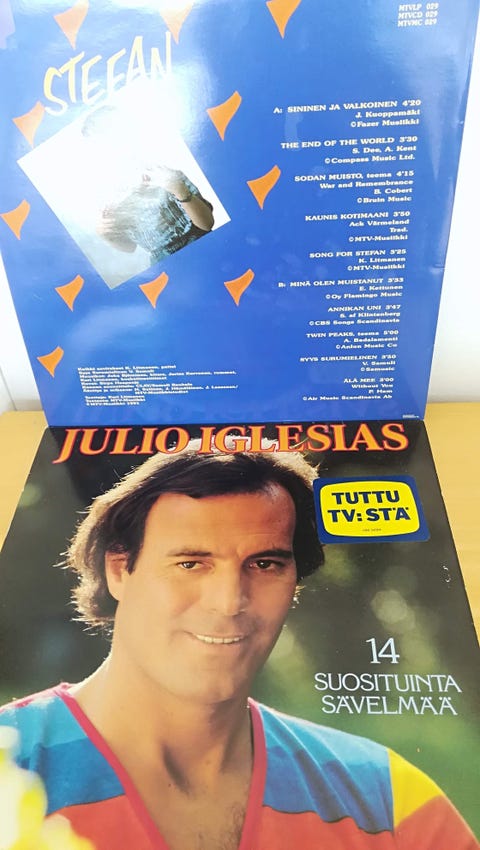 MTVLP 029
MTVCD 029
MTVMC 029
STEFAN
A: SININEN JA VALKOINEN 4'20
J. Kuoppamäki
©Fazer Musiikki
THE END OF THE WORLD 3'30
S. Dee, A. Kent
©Compass Music Ltd.
SODAN MUISTO, teema 4'15
War and Remembrance
B. Cobert
©Bruin Music
KAUNIS KOTIMAANI 3'50
Ack Värmeland
Trad.
©MTV-Musiikki
SONG FOR STEFAN 3'25
K. Litmanen
©MTV-Musiikki
B: MINÄ OLEN MUISTANUT 3'33
E. Kettunen
©Oy Flamingo Music
ANNIKAN UNI 3'47
S. af Klintenberg
©CBS Songs Scandinavia
TWIN PEAKS, teema 5'00
A. Badalamenti
©Anlon Music Co
SYYS SURUMIELINEN 3'50
V. Samuli
©Samusic
ÄLÄ MEE 3'00
Without You
P. Ham
©Air Music Scandinavia Ab
JULIO IGLESIAS
TUTTU
TV:STÄ
14
SUOSITUINTA
SÄVELMÄÄ